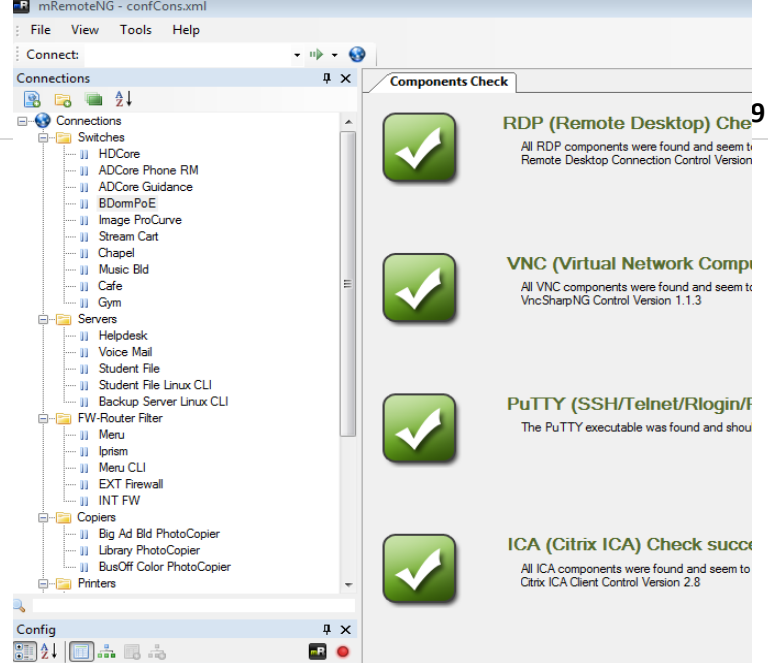 mRemoteNG - confCons.xml
File View Tools Help
Connect:
Connections
Connections
Switches
HDCore
ADCore Phone RM
ADCore Guidance
BDormPoE
Image ProCurve
Stream Cart
Chapel
Music Bld
Cafe
Gym
Servers
Helpdesk
Voice Mail
Student File
Student File Linux CLI
Backup Server Linux CLI
FW-Router Filter
Meru
Iprism
Meru CLI
EXT Firewall
INT FW
Copiers
Big Ad Bld PhotoCopier
Library PhotoCopier
BusOff Color PhotoCopier
Printers
Config
mR
Components Check
9
RDP (Remote Desktop) Che
All RDP components were found and seem to
Remote Desktop Connection Control Version
VNC (Virtual Network Compu
All VNC components were found and seem to
VncSharpNG Control Version 1.1.3
PuTTY (SSH/Telnet/Rlogin/
The PuTTY executable was found and shou
ICA (Citrix ICA) Check succe
All ICA components were found and seem to
Citrix ICA Client Control Version 2.8